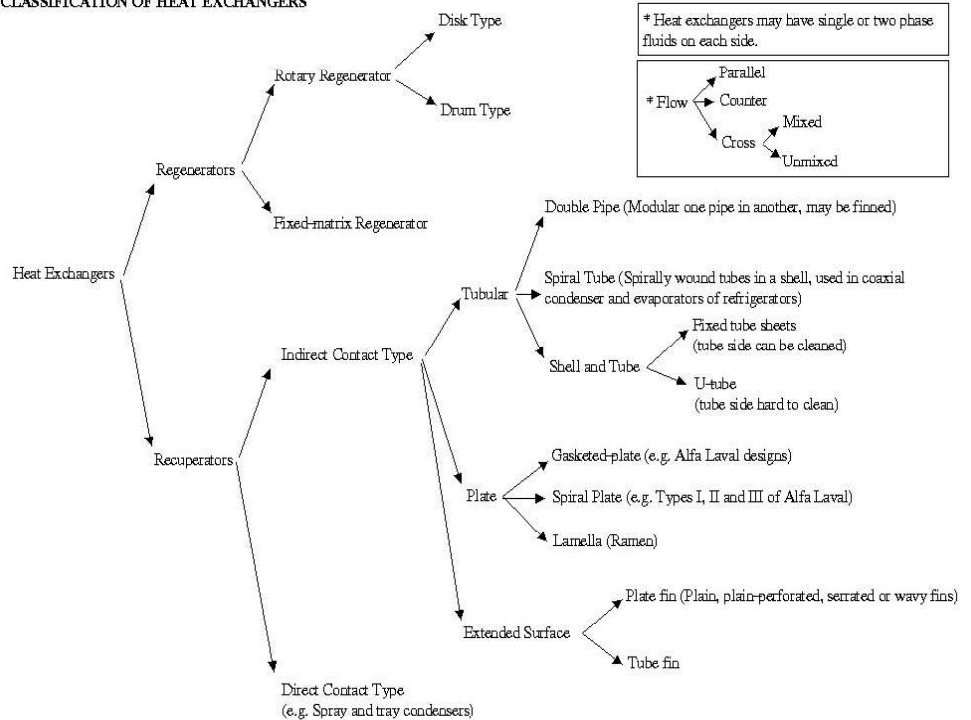 CLASSIFICATION OF HEAT EXCHANGERS
Disk Type
* Heat exchangers may have single or two phase
fluids on each side.
Rotary Regenerator
Drum Type
Parallel
* Flow
Counter
Mixed
Cross
Unmixed
Regenerators
Fixed-matrix Regenerator
Double Pipe (Modular one pipe in another, may be finned)
Heat Exchangers
Tubular
Spiral Tube (Spirally wound tubes in a shell, used in coaxial
condenser and evaporators of refrigerators)
Indirect Contact Type
Fixed tube sheets
(tube side can be cleaned)
Shell and Tube
U-tube
(tube side hard to clean)
Recuperators
Gasketed-plate (e.g. Alfa Laval designs)
Plate
Spiral Plate (e.g. Types I, II and III of Alfa Laval)
Lamella (Ramen)
Plate fin (Plain, plain-perforated, serrated or wavy fins)
Extended Surface
Tube fin
Direct Contact Type
(e.g. Spray and tray condensers)